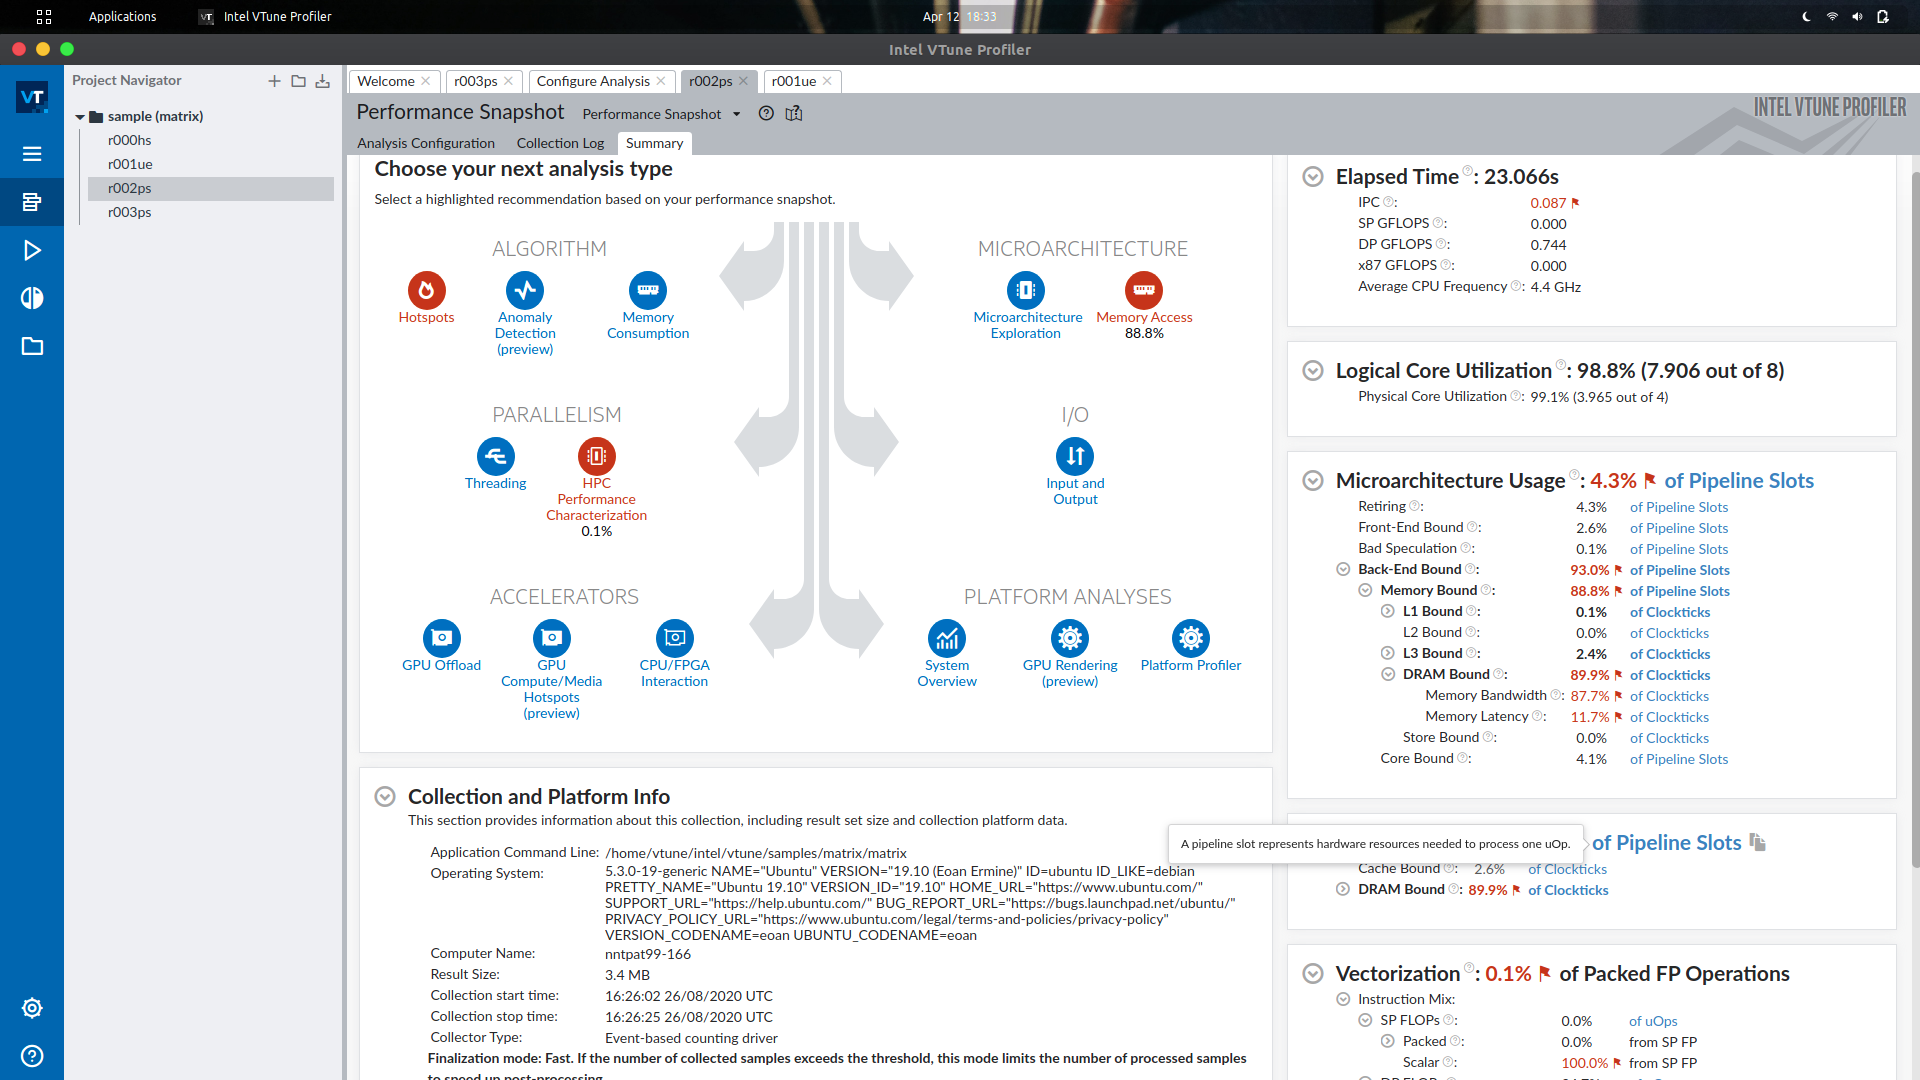 Applications
Intel VTune Profiler
Apr 12 18:33
Intel VTune Profiler
VT
Project Navigator
sample (matrix)
r000hs
r001ue
r002ps
r003ps
Welcome
r003ps
Configure Analysis
r002ps
r001ue
Performance Snapshot
Performance Snapshot
INTEL VTUNE PROFILER
Analysis Configuration
Collection Log
Summary
Choose your next analysis type
Select a highlighted recommendation based on your performance snapshot.
ALGORITHM
Hotspots
Anomaly
Detection
(preview)
Memory
Consumption
MICROARCHITECTURE
Microarchitecture
Exploration
Memory Access
88.8%
PARALLELISM
Threading
HPC
Performance
Characterization
0.1%
I/O
Input and
Output
ACCELERATORS
GPU Offload
GPU
Compute/Media
Hotspots
(preview)
CPU/FPGA
Interaction
PLATFORM ANALYSES
System
Overview
GPU Rendering
(preview)
Platform Profiler
Collection and Platform Info
This section provides information about this collection, including result set size and collection platform data.
Application Command Line: /home/vtune/intel/vtune/samples/matrix/matrix
Operating System: 5.3.0-19-generic NAME="Ubuntu" VERSION="19.10 (Eoan Ermine)" ID=ubuntu ID_LIKE=debian
PRETTY_NAME="Ubuntu 19.10" VERSION_ID="19.10" HOME_URL="https://www.ubuntu.com/"
SUPPORT_URL="https://help.ubuntu.com/" BUG_REPORT_URL="https://bugs.launchpad.net/ubuntu/"
PRIVACY_POLICY_URL="https://www.ubuntu.com/legal/terms-and-policies/privacy-policy"
VERSION_CODENAME=eoan UBUNTU_CODENAME=eoan
Computer Name: nntpat99-166
Result Size: 3.4 MB
Collection start time: 16:26:02 26/08/2020 UTC
Collection stop time: 16:26:25 26/08/2020 UTC
Collector Type: Event-based counting driver
Finalization mode: Fast. If the number of collected samples exceeds the threshold, this mode limits the number of processed samples
to speed up post-processing
Elapsed Time : 23.066s
IPC : 0.087
SP GFLOPS : 0.000
DP GFLOPS : 0.744
x87 GFLOPS : 0.000
Average CPU Frequency : 4.4 GHz
Logical Core Utilization : 98.8% (7.906 out of 8)
Physical Core Utilization : 99.1% (3.965 out of 4)
Microarchitecture Usage : 4.3% of Pipeline Slots
Retiring : 4.3% of Pipeline Slots
Front-End Bound : 2.6% of Pipeline Slots
Bad Speculation : 0.1% of Pipeline Slots
Back-End Bound : 93.0% of Pipeline Slots
Memory Bound : 88.8% of Pipeline Slots
L1 Bound : 0.1% of Clockticks
L2 Bound : 0.0% of Clockticks
L3 Bound : 2.4% of Clockticks
DRAM Bound : 89.9% of Clockticks
Memory Bandwidth : 87.7% of Clockticks
Memory Latency : 11.7% of Clockticks
Store Bound : 0.0% of Clockticks
Core Bound : 4.1% of Pipeline Slots
A pipeline slot represents hardware resources needed to process one uOp.
of Pipeline Slots
Cache Bound : 2.6% of Clockticks
DRAM Bound : 89.9% of Clockticks
Vectorization : 0.1% of Packed FP Operations
Instruction Mix:
SP FLOPs : 0.0% of uOps
Packed : 0.0% from SP FP
Scalar : 100.0% from SP FP